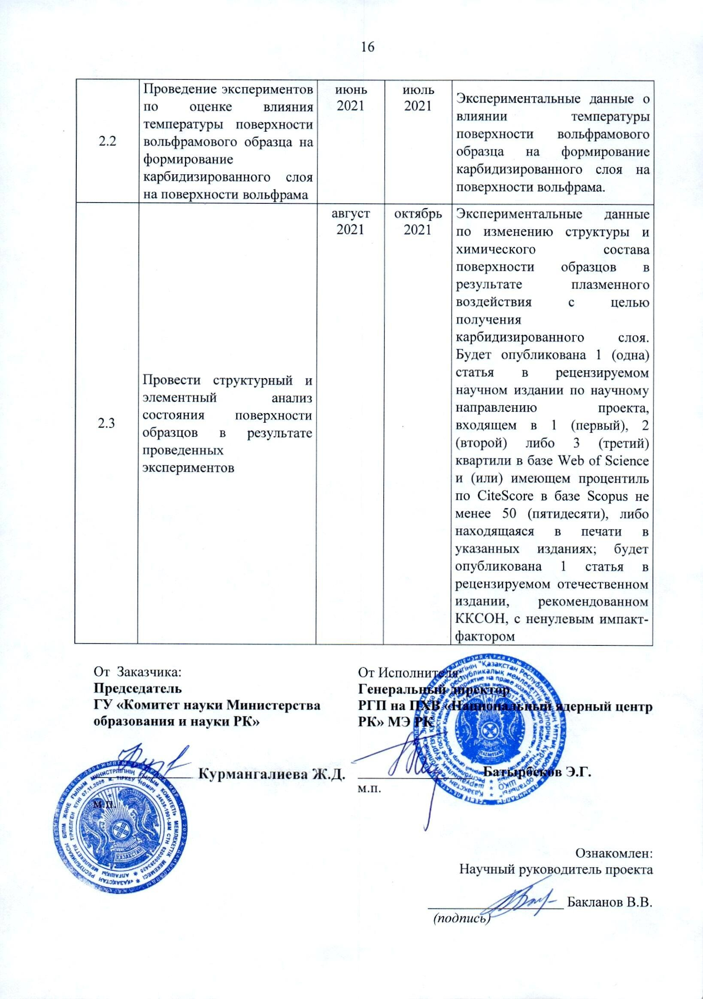 16
2.2
Проведение экспериментов
по оценке влияния
температуры поверхности
вольфрамового образца на
формирование
карбидизированного слоя
на поверхности вольфрама
июнь
2021
июль
2021
Экспериментальные данные о
влиянии температуры
поверхности вольфрамового
образца на формирование
карбидизированного слоя на
поверхности вольфрама.
2.3
Провести структурный и
элементный анализ
состояния поверхности
образцов в результате
проведенных
экспериментов
август
2021
октябрь
2021
Экспериментальные данные
по изменению структуры и
химического состава
поверхности образцов в
результате плазменного
воздействия с целью
получения
карбидизированного слоя.
Будет опубликована 1 (одна)
статья в рецензируемом
научном издании по научному
направлению проекта,
входящем в 1 (первый), 2
(второй) либо 3 (третий)
квартили в базе Web of Science
и (или) имеющем процентиль
по CiteScore в базе Scopus не
менее 50 (пятидесяти), либо
находящаяся в печати в
указанных изданиях; будет
опубликована 1 статья в
рецензируемом отечественном
издании, рекомендованном
ККСОН, с ненулевым импакт-
фактором
От Заказчика:
Председатель
ГУ «Комитет науки Министерства
образования и науки РК»
Курмангалиева Ж.Д.
м.п.
ҚАЗАҚСТАН
От Исполнителя:
Генеральный директор
РГП на ПХВ «Национальный ядерный центр
РК» МЭ РК
Батырбеков Э.Г.
м.п.
Ознакомлен:
Научный руководитель проекта
Бакланов В.В.
(подпись)